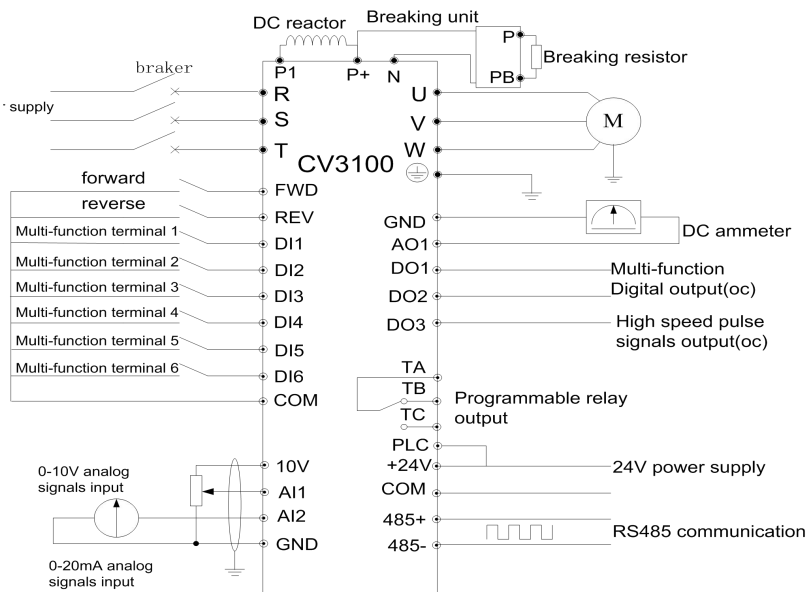 DC reactor
Breaking unit
P
Breaking resistor
PB
braker
P1
P+
N
R
S
T
supply
U
V
W
M
CV3100
forward
FWD
reverse
REV
Multi-function terminal 1
DI1
Multi-function terminal 2
DI2
Multi-function terminal 3
DI3
Multi-function terminal 4
DI4
Multi-function terminal 5
DI5
Multi-function terminal 6
DI6
COM
GND
AO1
DC ammeter
DO1
Multi-function
Digital output(oc)
DO2
DO3
High speed pulse
signals output(oc)
TA
TB
TC
Programmable relay
output
PLC
+24V
24V power supply
COM
485+
485-
RS485 communication
0-10V analog
signals input
10V
AI1
AI2
GND
0-20mA analog
signals input